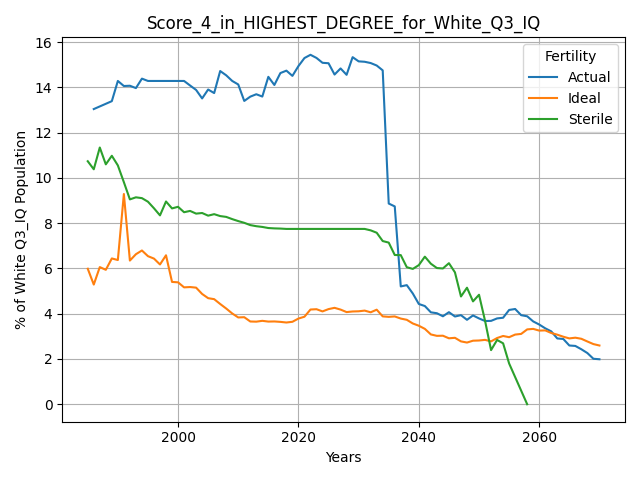 Score_4_in_HIGHEST_DEGREE_for_White_Q3_IQ
% of White Q3_IQ Population
16
14
12
10
8
6
4
2
0
Fertility
Actual
Ideal
Sterile
2000
2020
2040
2060
Years